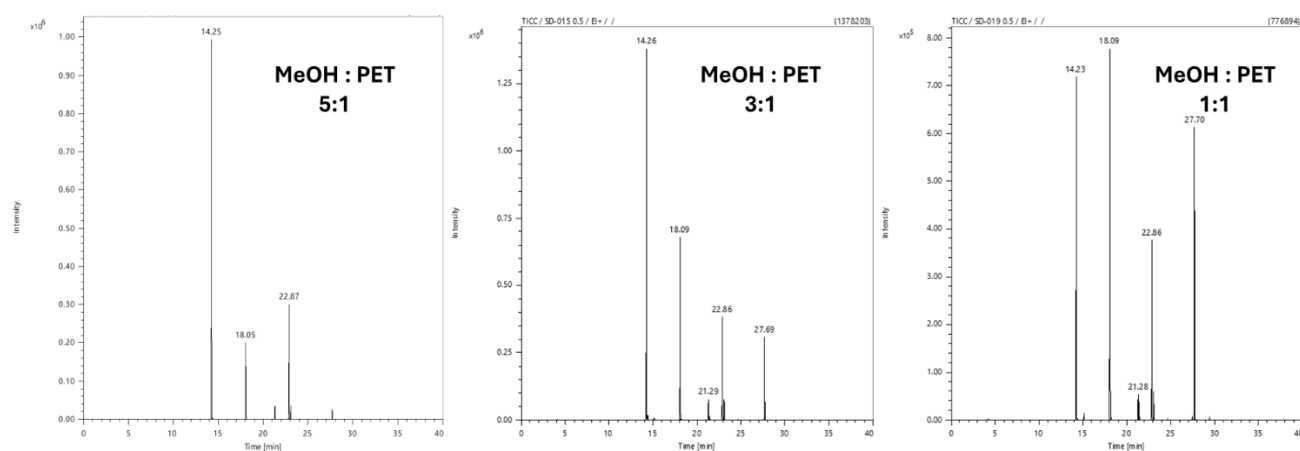 x10⁶
1.00
0.90
0.80
0.70
0.60
0.50
0.40
0.30
0.20
0.10
0.00
Intensity
14.25
18.05
22.87
MeOH : PET
5:1
0 5 10 15 20 25 30 35 40
Time [min]
TICC / SD-015 0.5 / EI+ / / (1378203)
x10⁶
1.25
1.00
0.75
0.50
0.25
0.00
Intensity
14.26
18.09
21.29
22.86
27.69
MeOH : PET
3:1
0 5 10 15 20 25 30 35 40
Time [min]
TICC / SD-019 0.5 / EI+ / / (776894)
x10⁵
8.00
7.00
6.00
5.00
4.00
3.00
2.00
1.00
0.00
Intensity
14.23
18.09
21.28
22.86
27.70
MeOH : PET
1:1
0 5 10 15 20 25 30 35 40
Time [min]